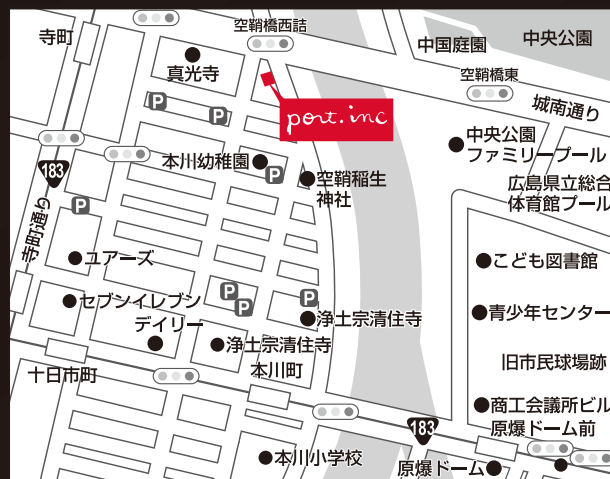 空鞘橋西詰
寺町
中国庭園
中央公園
真光寺
空鞘橋東
port.inc
城南通り
P
P
中央公園
ファミリープール
本川幼稚園
183
P
空鞘稲生
神社
広島県立総合
体育館プール
P
寺町通り
ユアーズ
こども図書館
P
P
P
セブンイレブン
デイリー
浄土宗清住寺
青少年センター
浄土宗清住寺
本川町
旧市民球場跡
十日市町
商工会議所ビル
原爆ドーム前
183
本川小学校
原爆ドーム